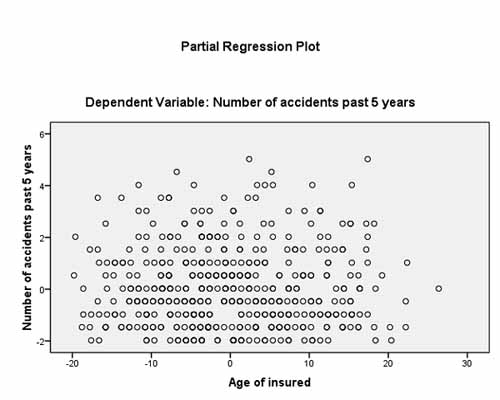 Partial Regression Plot
Dependent Variable: Number of accidents past 5 years
Number of accidents past 5 years
6
4
2
0
-2
-20 -10 0 10 20 30
Age of insured